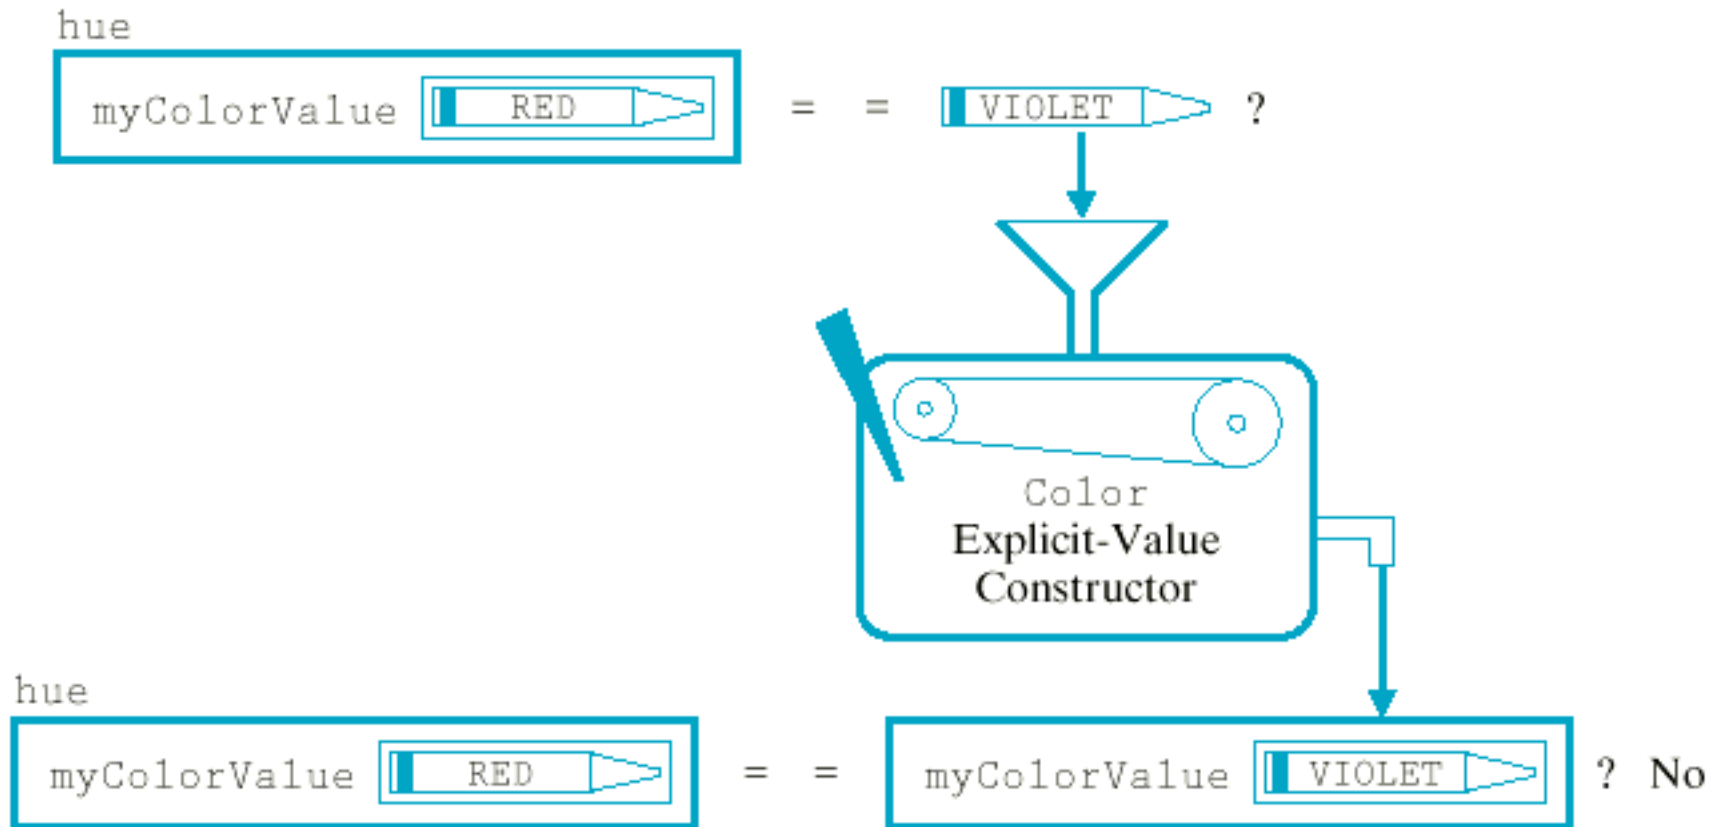 hue
myColorValue RED = = VIOLET ?
Color
Explicit-Value
Constructor
hue
myColorValue RED = = myColorValue VIOLET ? No